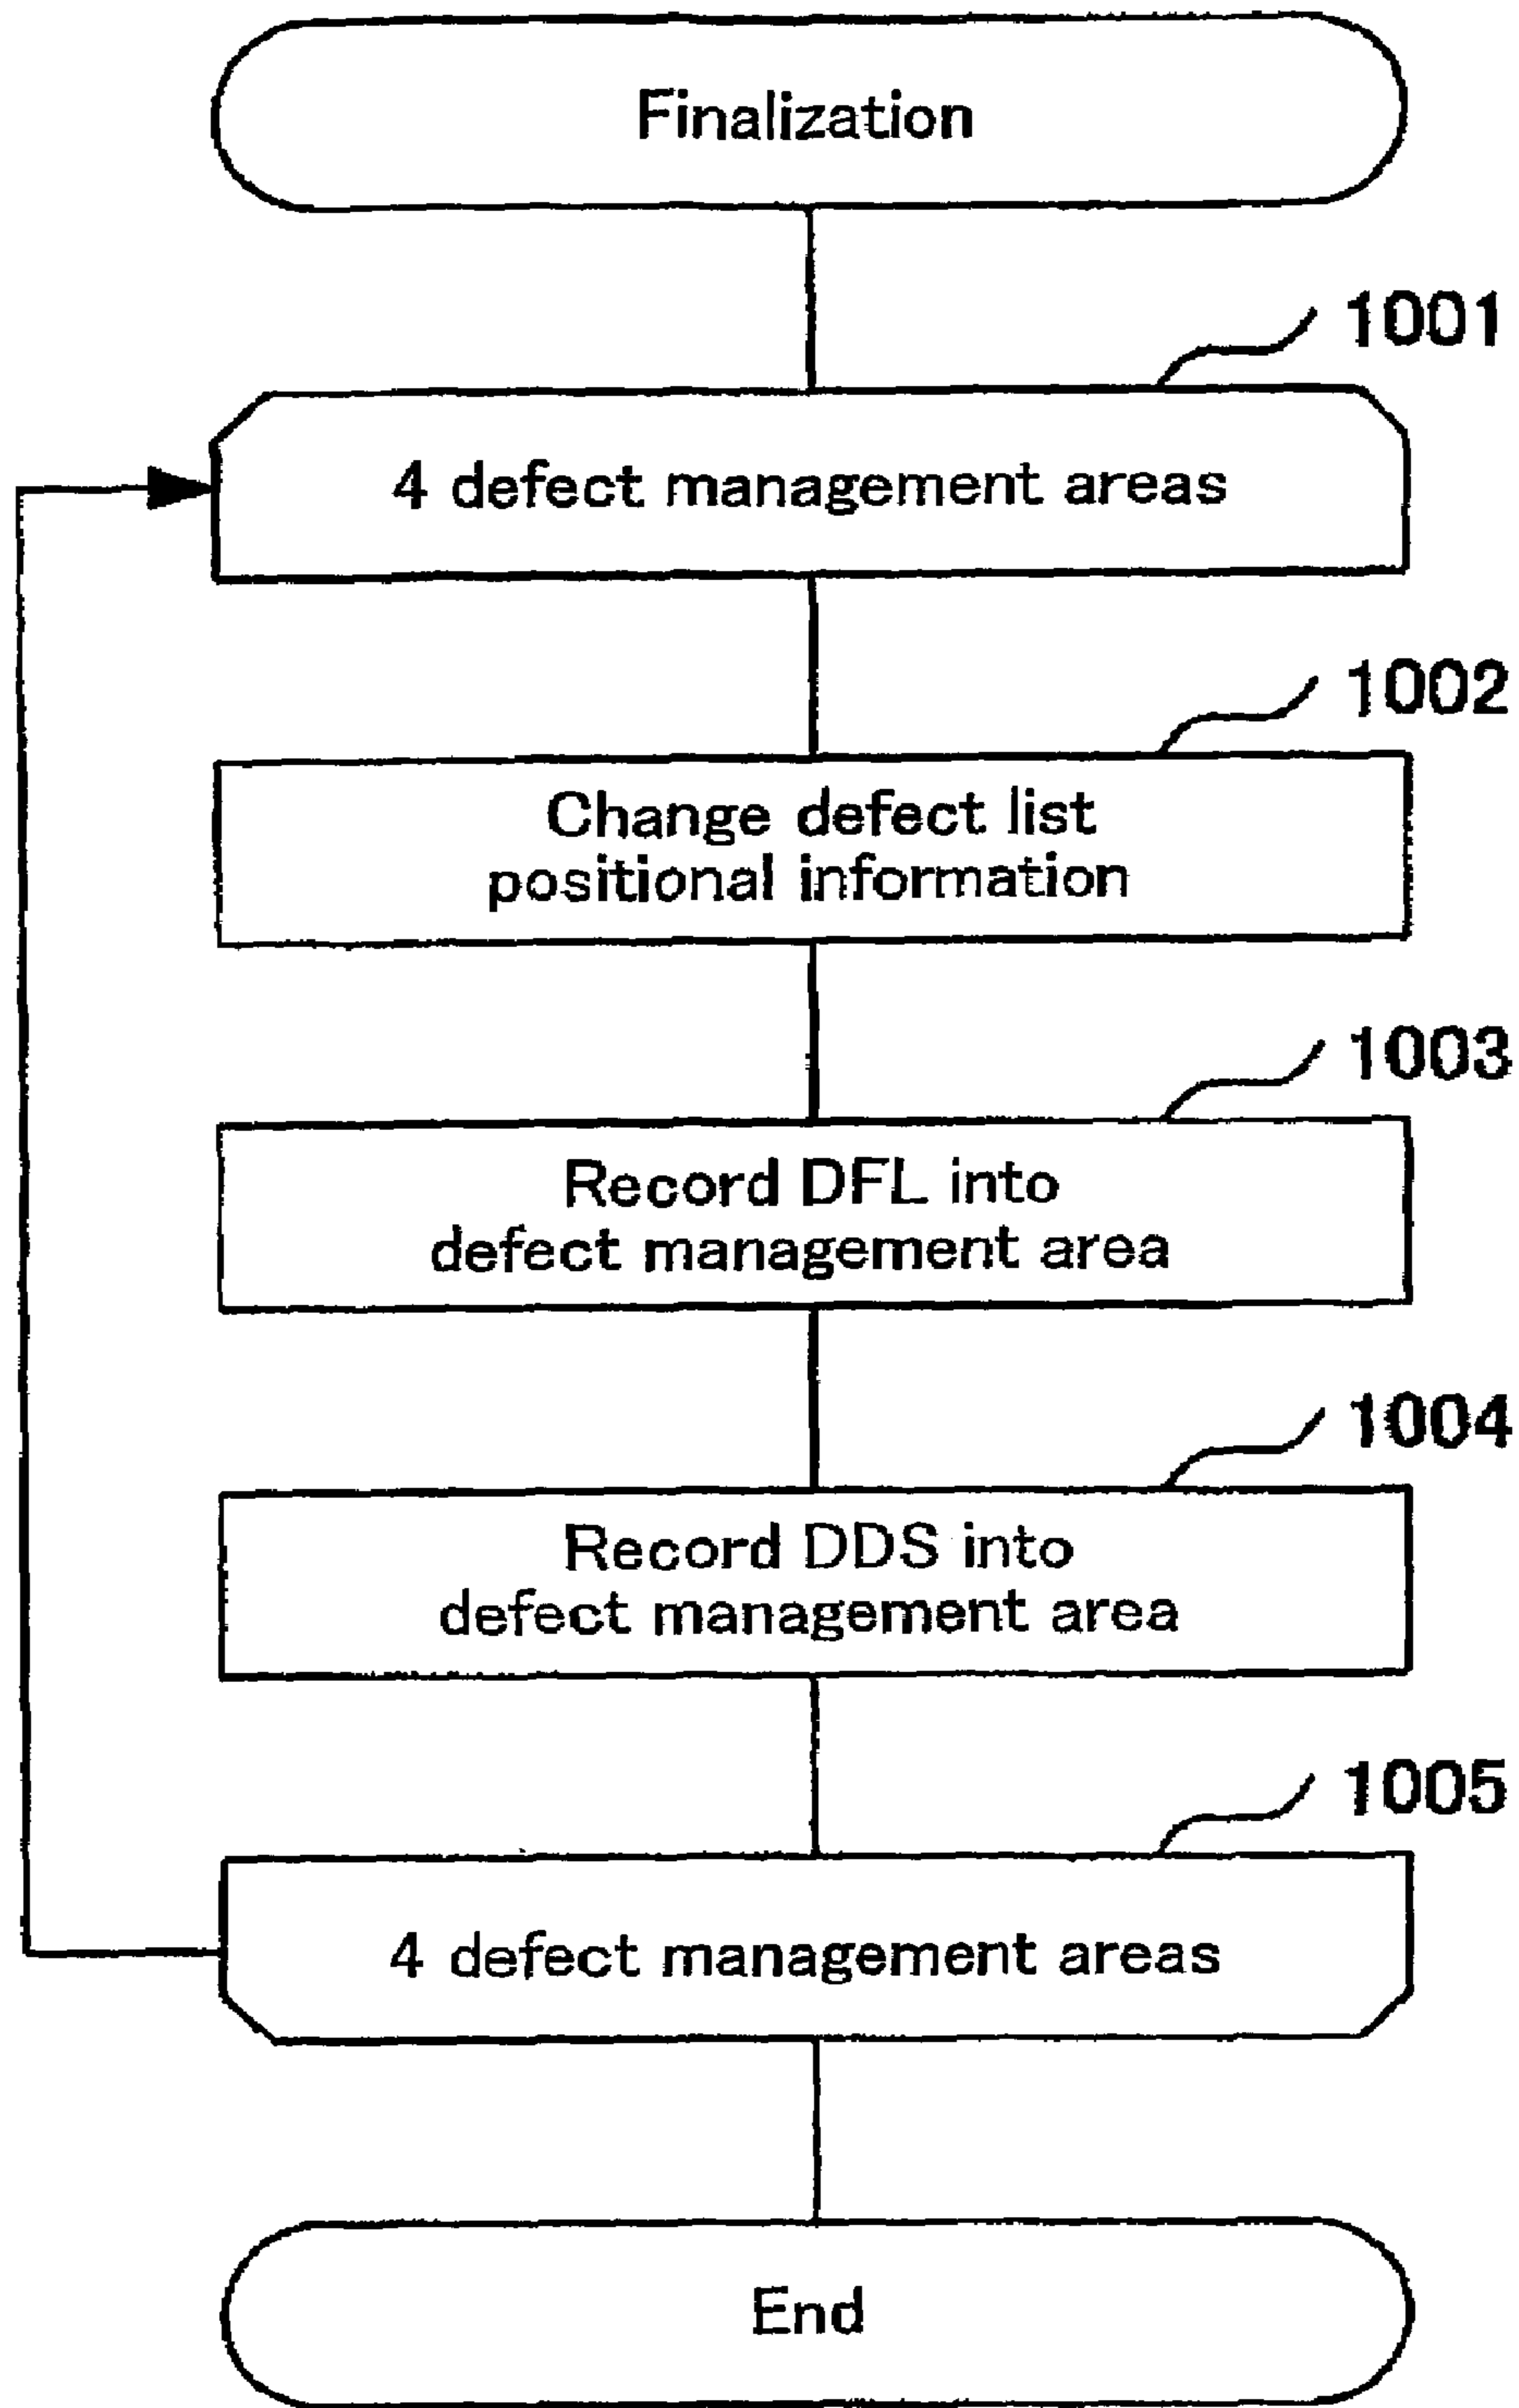 Finalization
1001
4 defect management areas
1002
Change defect list
positional information
1003
Record DFL into
defect management area
1004
Record DDS into
defect management area
1005
4 defect management areas
End